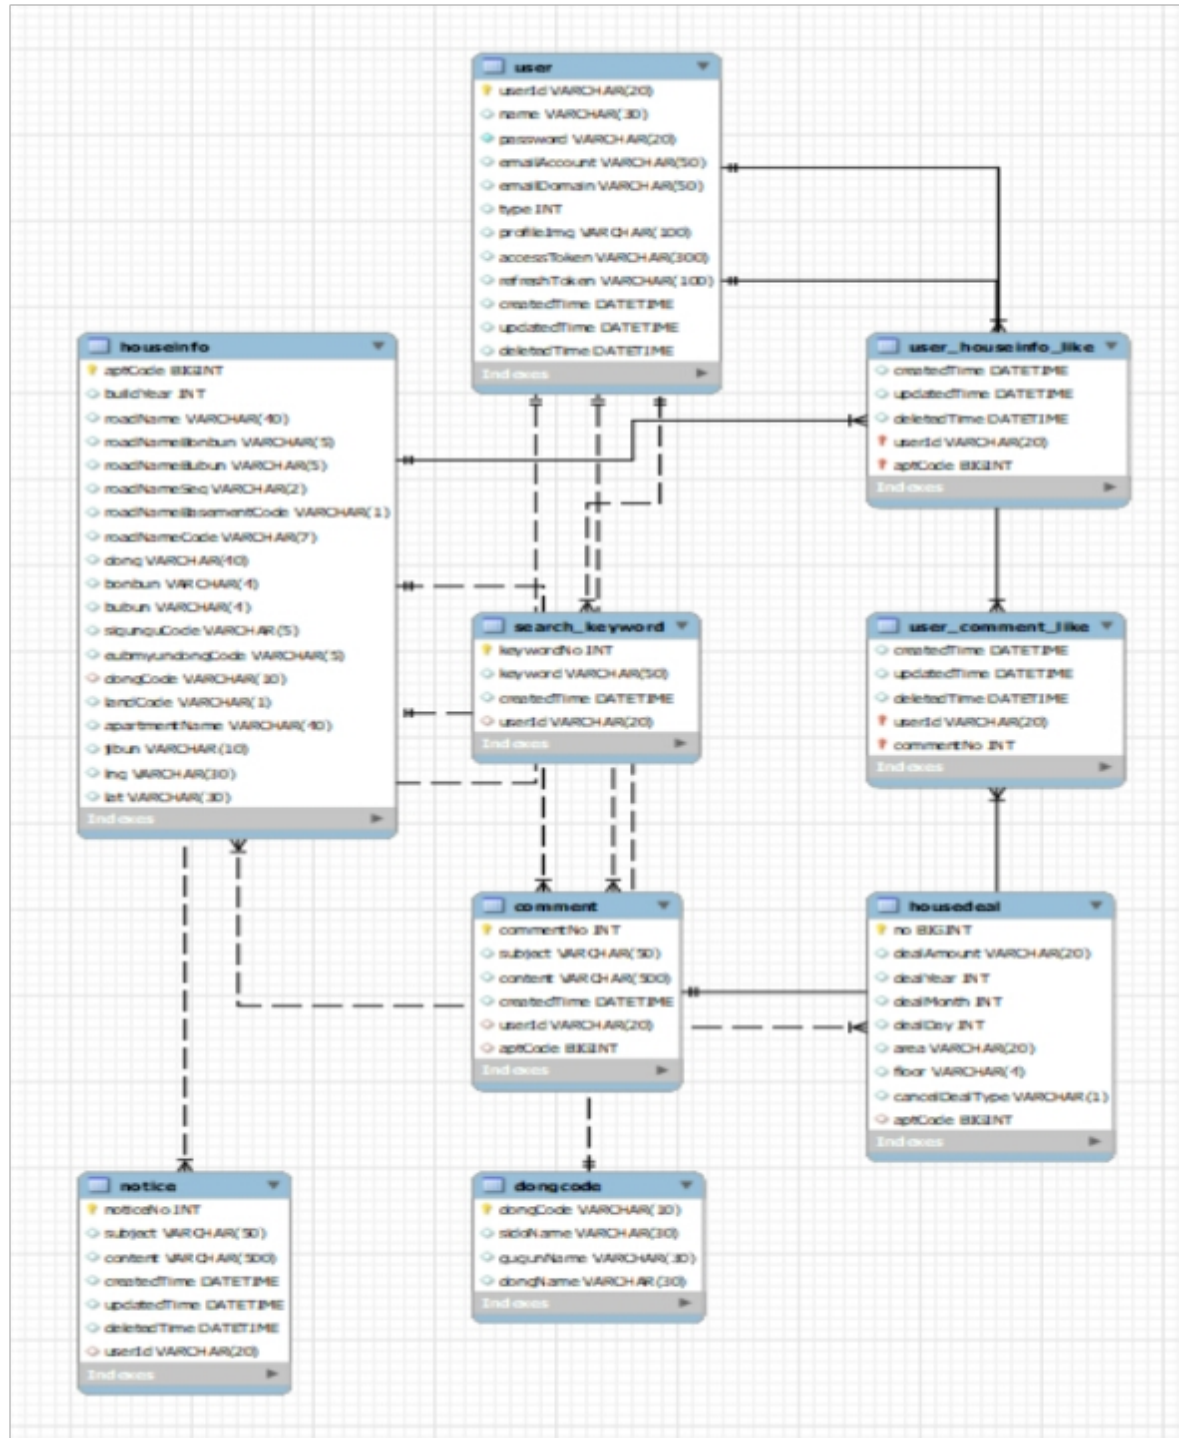 user
userId VARCHAR(20)
name VARCHAR(30)
password VARCHAR(20)
emailAccount VARCHAR(50)
emailDomain VARCHAR(50)
type INT
profileImg VARCHAR(100)
accessToken VARCHAR(300)
refreshToken VARCHAR(100)
createdTime DATETIME
updatedTime DATETIME
deletedTime DATETIME
Indexes
houseinfo
aptCode BIGINT
buildYear INT
roadName VARCHAR(40)
roadNameBonbun VARCHAR(5)
roadNameBubun VARCHAR(5)
roadNameSeq VARCHAR(2)
roadNameBasementCode VARCHAR(1)
roadNameCode VARCHAR(7)
dong VARCHAR(40)
bonbun VARCHAR(4)
bubun VARCHAR(4)
sigunguCode VARCHAR(5)
eubmyundongCode VARCHAR(5)
dongCode VARCHAR(10)
landCode VARCHAR(1)
apartmentName VARCHAR(40)
jibun VARCHAR(10)
lng VARCHAR(30)
lat VARCHAR(30)
Indexes
user_houseinfo_like
createdTime DATETIME
updatedTime DATETIME
deletedTime DATETIME
userId VARCHAR(20)
aptCode BIGINT
Indexes
search_keyword
keywordNo INT
keyword VARCHAR(50)
createdTime DATETIME
userId VARCHAR(20)
Indexes
user_comment_like
createdTime DATETIME
updatedTime DATETIME
deletedTime DATETIME
userId VARCHAR(20)
commentNo INT
Indexes
comment
commentNo INT
subject VARCHAR(50)
content VARCHAR(500)
createdTime DATETIME
userId VARCHAR(20)
aptCode BIGINT
Indexes
housedeal
no BIGINT
dealAmount VARCHAR(20)
dealYear INT
dealMonth INT
dealDay INT
area VARCHAR(20)
floor VARCHAR(4)
cancelDealType VARCHAR(1)
aptCode BIGINT
Indexes
notice
noticeNo INT
subject VARCHAR(50)
content VARCHAR(500)
createdTime DATETIME
updatedTime DATETIME
deletedTime DATETIME
userId VARCHAR(20)
Indexes
dongcode
dongCode VARCHAR(10)
sidoName VARCHAR(30)
gugunName VARCHAR(30)
dongName VARCHAR(30)
Indexes